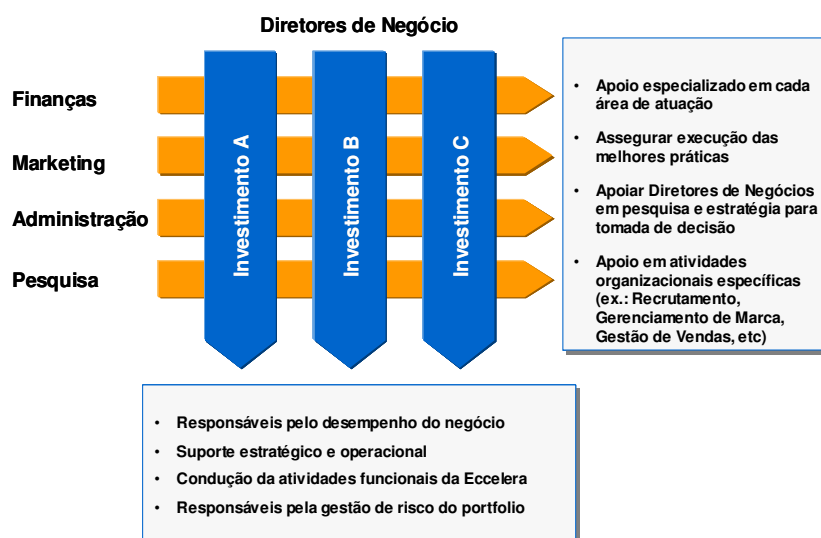 Diretores de Negócio
Finanças
Marketing
Administração
Pesquisa
Investimento A
Investimento B
Investimento C
• Apoio especializado em cada
área de atuação
• Assegurar execução das
melhores práticas
• Apoiar Diretores de Negócios
em pesquisa e estratégia para
tomada de decisão
• Apoio em atividades
organizacionais específicas
(ex.: Recrutamento,
Gerenciamento de Marca,
Gestão de Vendas, etc)
• Responsáveis pelo desempenho do negócio
• Suporte estratégico e operacional
• Condução da atividades funcionais da Eccelera
• Responsáveis pela gestão de risco do portfolio